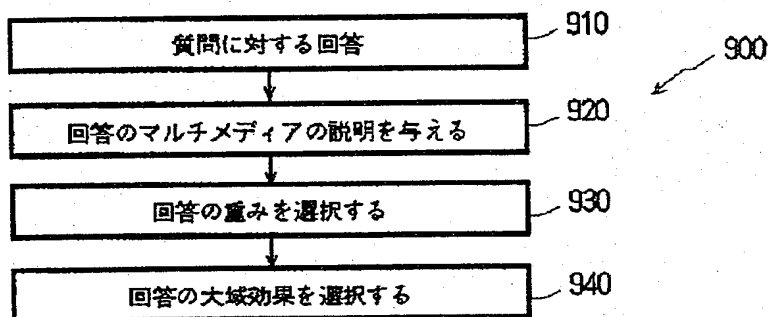 質問に対する回答
910
900
回答のマルチメディアの説明を与える
920
回答の重みを選択する
930
回答の大域効果を選択する
940